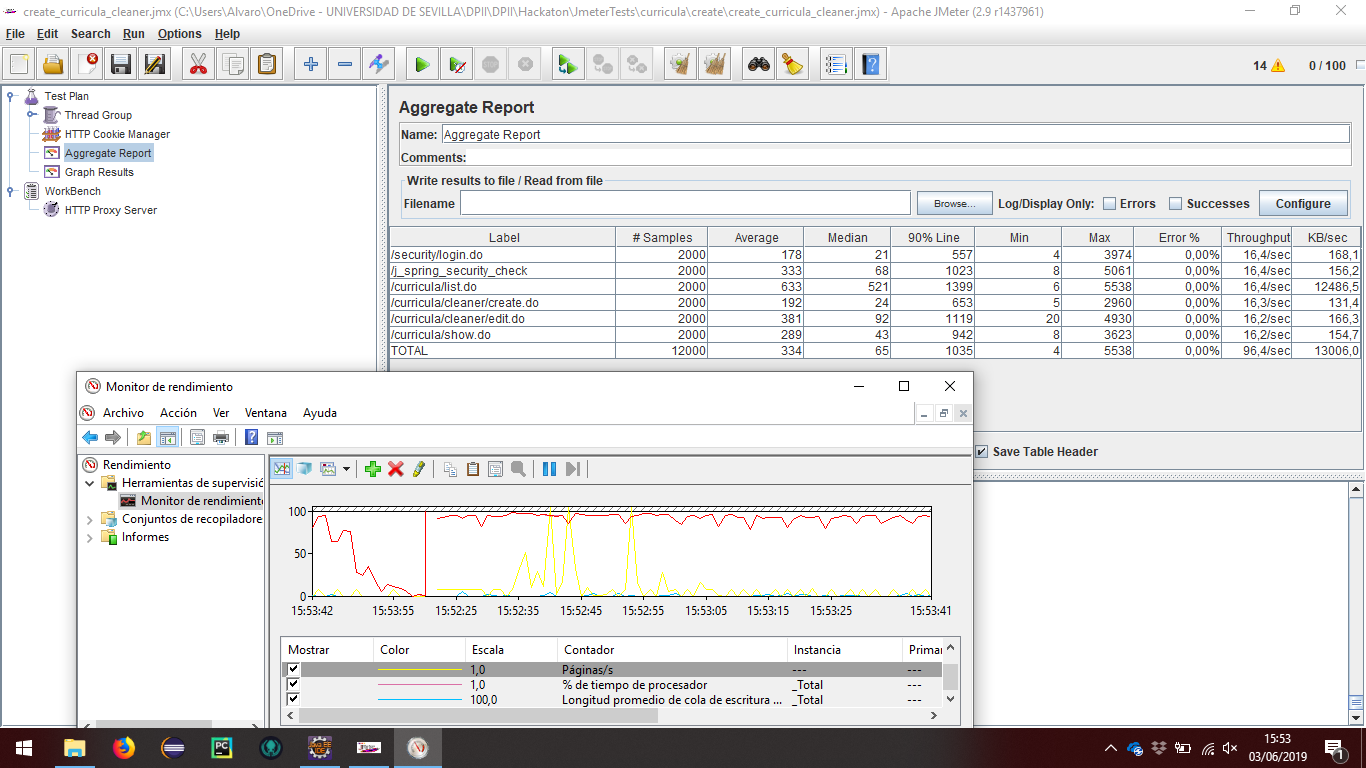 create_curricula_cleaner.jmx (C:\Users\Alvaro\OneDrive - UNIVERSIDAD DE SEVILLA\DPII\DPII\Hackaton\JmeterTests\curricula\create\create_curricula_cleaner.jmx) - Apache JMeter (2.9 r1437961)
File Edit Search Run Options Help
14 0 / 100
Test Plan
Thread Group
HTTP Cookie Manager
Aggregate Report
Graph Results
WorkBench
HTTP Proxy Server
Aggregate Report
Name: Aggregate Report
Comments:
Write results to file / Read from file
Filename Browse... Log/Display Only: Errors Successes Configure
Label # Samples Average Median 90% Line Min Max Error % Throughput KB/sec
/security/login.do 2000 178 21 557 4 3974 0,00% 16,4/sec 168,1
/j_spring_security_check 2000 333 68 1023 8 5061 0,00% 16,4/sec 156,2
/curricula/list.do 2000 633 521 1399 6 5538 0,00% 16,4/sec 12486,5
/curricula/cleaner/create.do 2000 192 24 653 5 2960 0,00% 16,3/sec 131,4
/curricula/cleaner/edit.do 2000 381 92 1119 20 4930 0,00% 16,2/sec 166,3
/curricula/show.do 2000 289 43 942 8 3623 0,00% 16,2/sec 154,7
TOTAL 12000 334 65 1035 4 5538 0,00% 96,4/sec 13006,0
Save Table Header
Monitor de rendimiento
Archivo Acción Ver Ventana Ayuda
Rendimiento
Herramientas de supervisió
Monitor de rendimiento
Conjuntos de recopiladore
Informes
100
50
0
15:53:42 15:53:55 15:52:25 15:52:35 15:52:45 15:52:55 15:53:05 15:53:15 15:53:25 15:53:41
Mostrar Color Escala Contador Instancia Primar
1,0 Páginas/s ---  ---
1,0 % de tiempo de procesador _Total ---
100,0 Longitud promedio de cola de escritura ... _Total ---
PC
15:53
03/06/2019
1